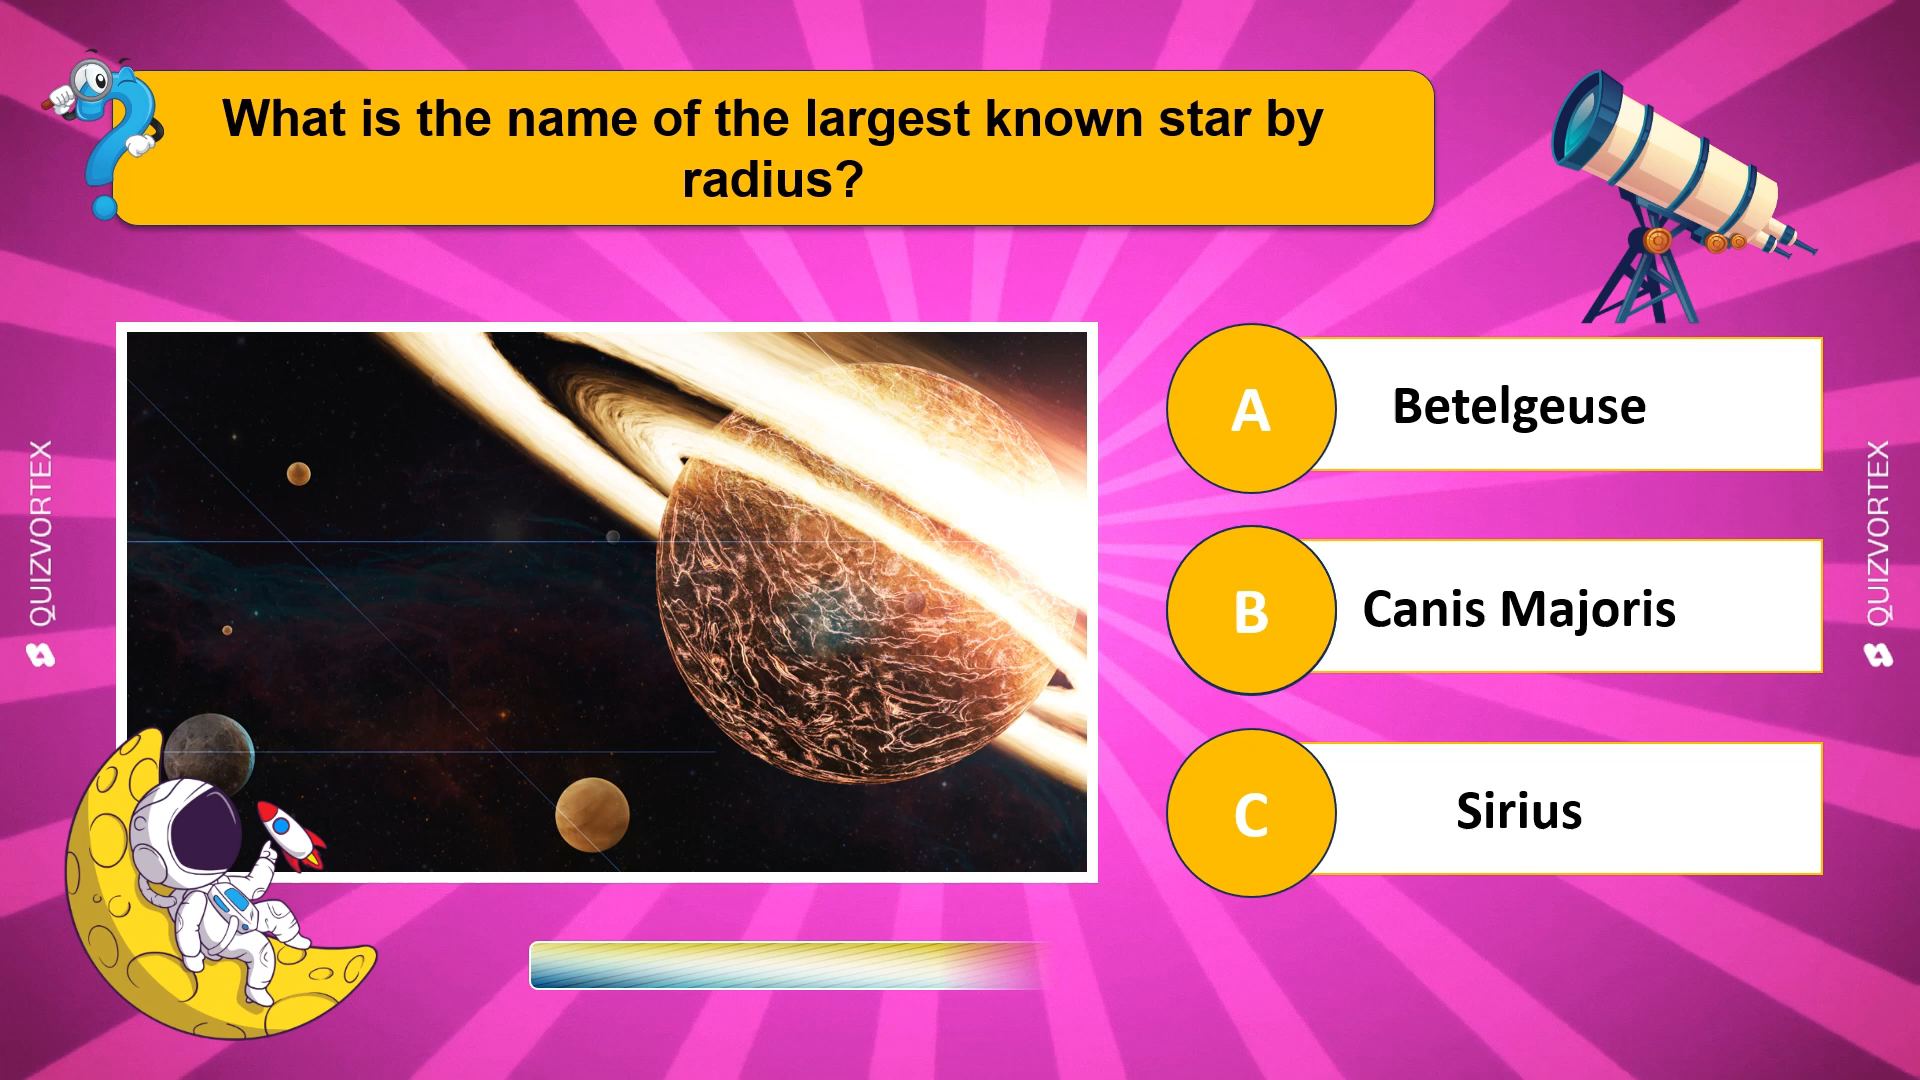 What is the name of the largest known star by
radius?
A
Betelgeuse
B
Canis Majoris
C
Sirius
QUIZVORTEX
QUIZVORTEX